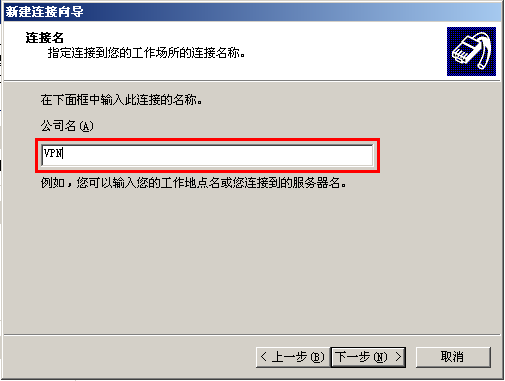 新建连接向导
连接名
指定连接到您的工作场所的连接名称。
在下面框中输入此连接的名称。
公司名(A)
VPN
例如，您可以输入您的工作地点名或您连接到的服务器名。
< 上一步(B) 下一步(N) > 取消